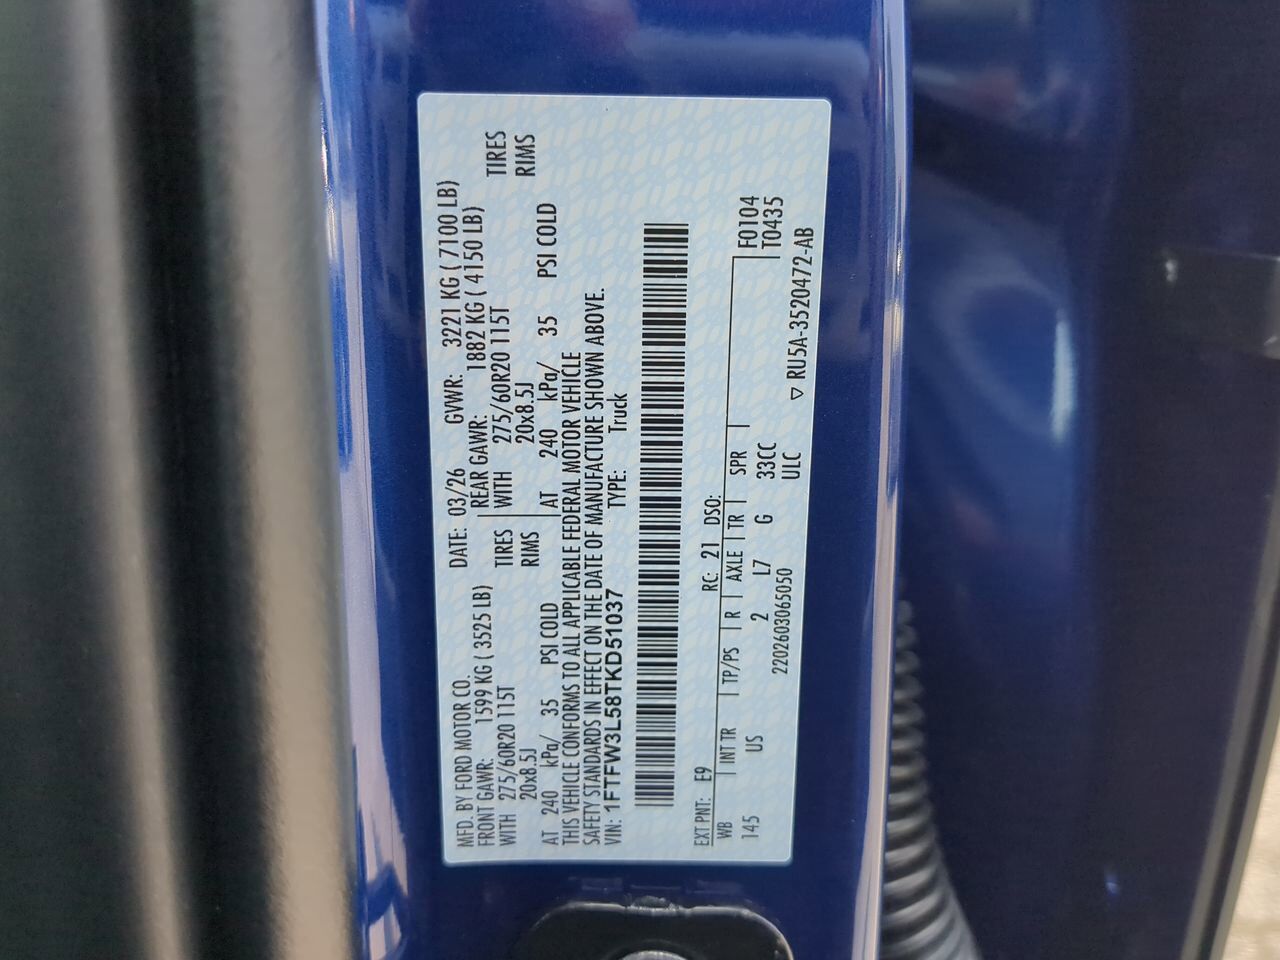 MFD. BY FORD MOTOR CO. DATE: 03/26 GVWR: 3221 KG ( 7100 LB)
FRONT GAWR: 1599 KG ( 3525 LB) REAR GAWR: 1882 KG ( 4150 LB)
WITH 275/60R20 115T TIRES WITH 275/60R20 115T TIRES
20x8.5J RIMS 20x8.5J RIMS
AT 240 kPa/ 35 PSI COLD AT 240 kPa/ 35 PSI COLD
THIS VEHICLE CONFORMS TO ALL APPLICABLE FEDERAL MOTOR VEHICLE
SAFETY STANDARDS IN EFFECT ON THE DATE OF MANUFACTURE SHOWN ABOVE.
VIN: 1FTFW3L58TKD51037 TYPE: Truck
EXT PNT: E9 RC: 21 DSO:
WB INT TR TP/PS R AXLE TR SPR F0104
145 US 2 L7 G 33CC T0435
2202603065050 ULC ▽ RU5A-3520472-AB